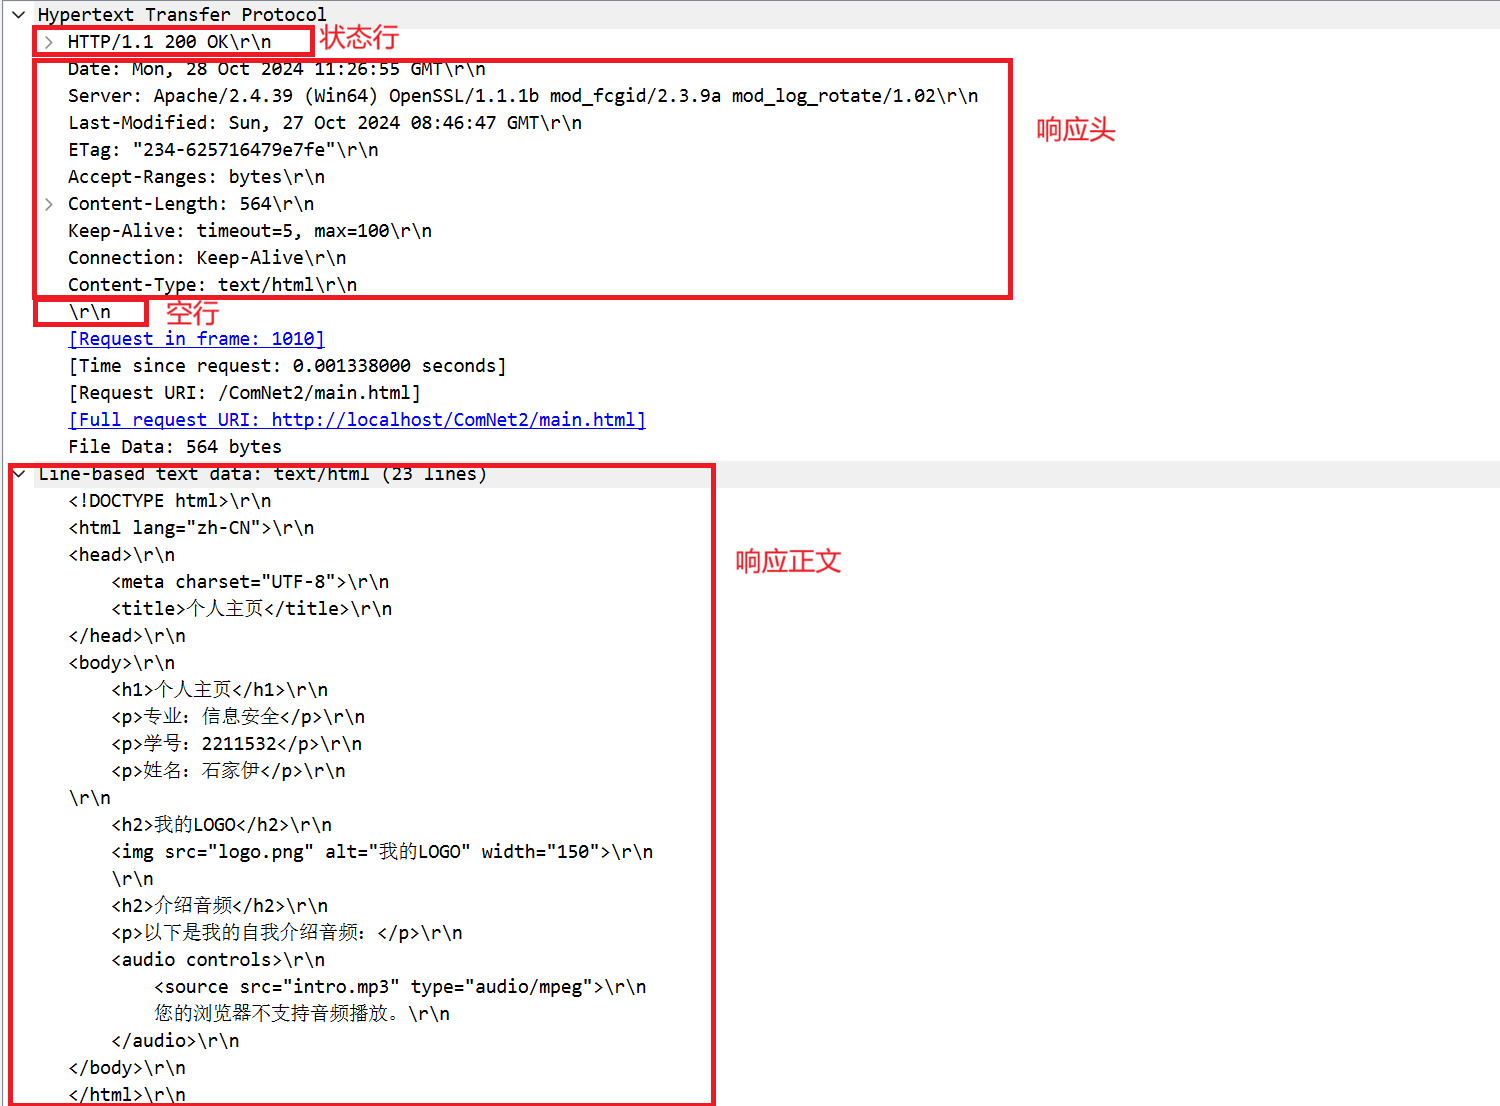 Hypertext Transfer Protocol
HTTP/1.1 200 OK\r\n 状态行
Date: Mon, 28 Oct 2024 11:26:55 GMT\r\n
Server: Apache/2.4.39 (Win64) OpenSSL/1.1.1b mod_fcgid/2.3.9a mod_log_rotate/1.02\r\n
Last-Modified: Sun, 27 Oct 2024 08:46:47 GMT\r\n
响应头
ETag: "234-625716479e7fe"\r\n
Accept-Ranges: bytes\r\n
Content-Length: 564\r\n
Keep-Alive: timeout=5, max=100\r\n
Connection: Keep-Alive\r\n
Content-Type: text/html\r\n
\r\n 空行
[Request in frame: 1010]
[Time since request: 0.001338000 seconds]
[Request URI: /ComNet2/main.html]
[Full request URI: http://localhost/ComNet2/main.html]
File Data: 564 bytes
Line-based text data: text/html (23 lines)
<!DOCTYPE html>\r\n
<html lang="zh-CN">\r\n
<head>\r\n
响应正文
<meta charset="UTF-8">\r\n
<title>个人主页</title>\r\n
</head>\r\n
<body>\r\n
<h1>个人主页</h1>\r\n
<p>专业：信息安全</p>\r\n
<p>学号：2211532</p>\r\n
<p>姓名：石家伊</p>\r\n
\r\n
<h2>我的LOGO</h2>\r\n
<img src="logo.png" alt="我的LOGO" width="150">\r\n
\r\n
<h2>介绍音频</h2>\r\n
<p>以下是我的自我介绍音频：</p>\r\n
<audio controls>\r\n
<source src="intro.mp3" type="audio/mpeg">\r\n
您的浏览器不支持音频播放。\r\n
</audio>\r\n
</body>\r\n
</html>\r\n